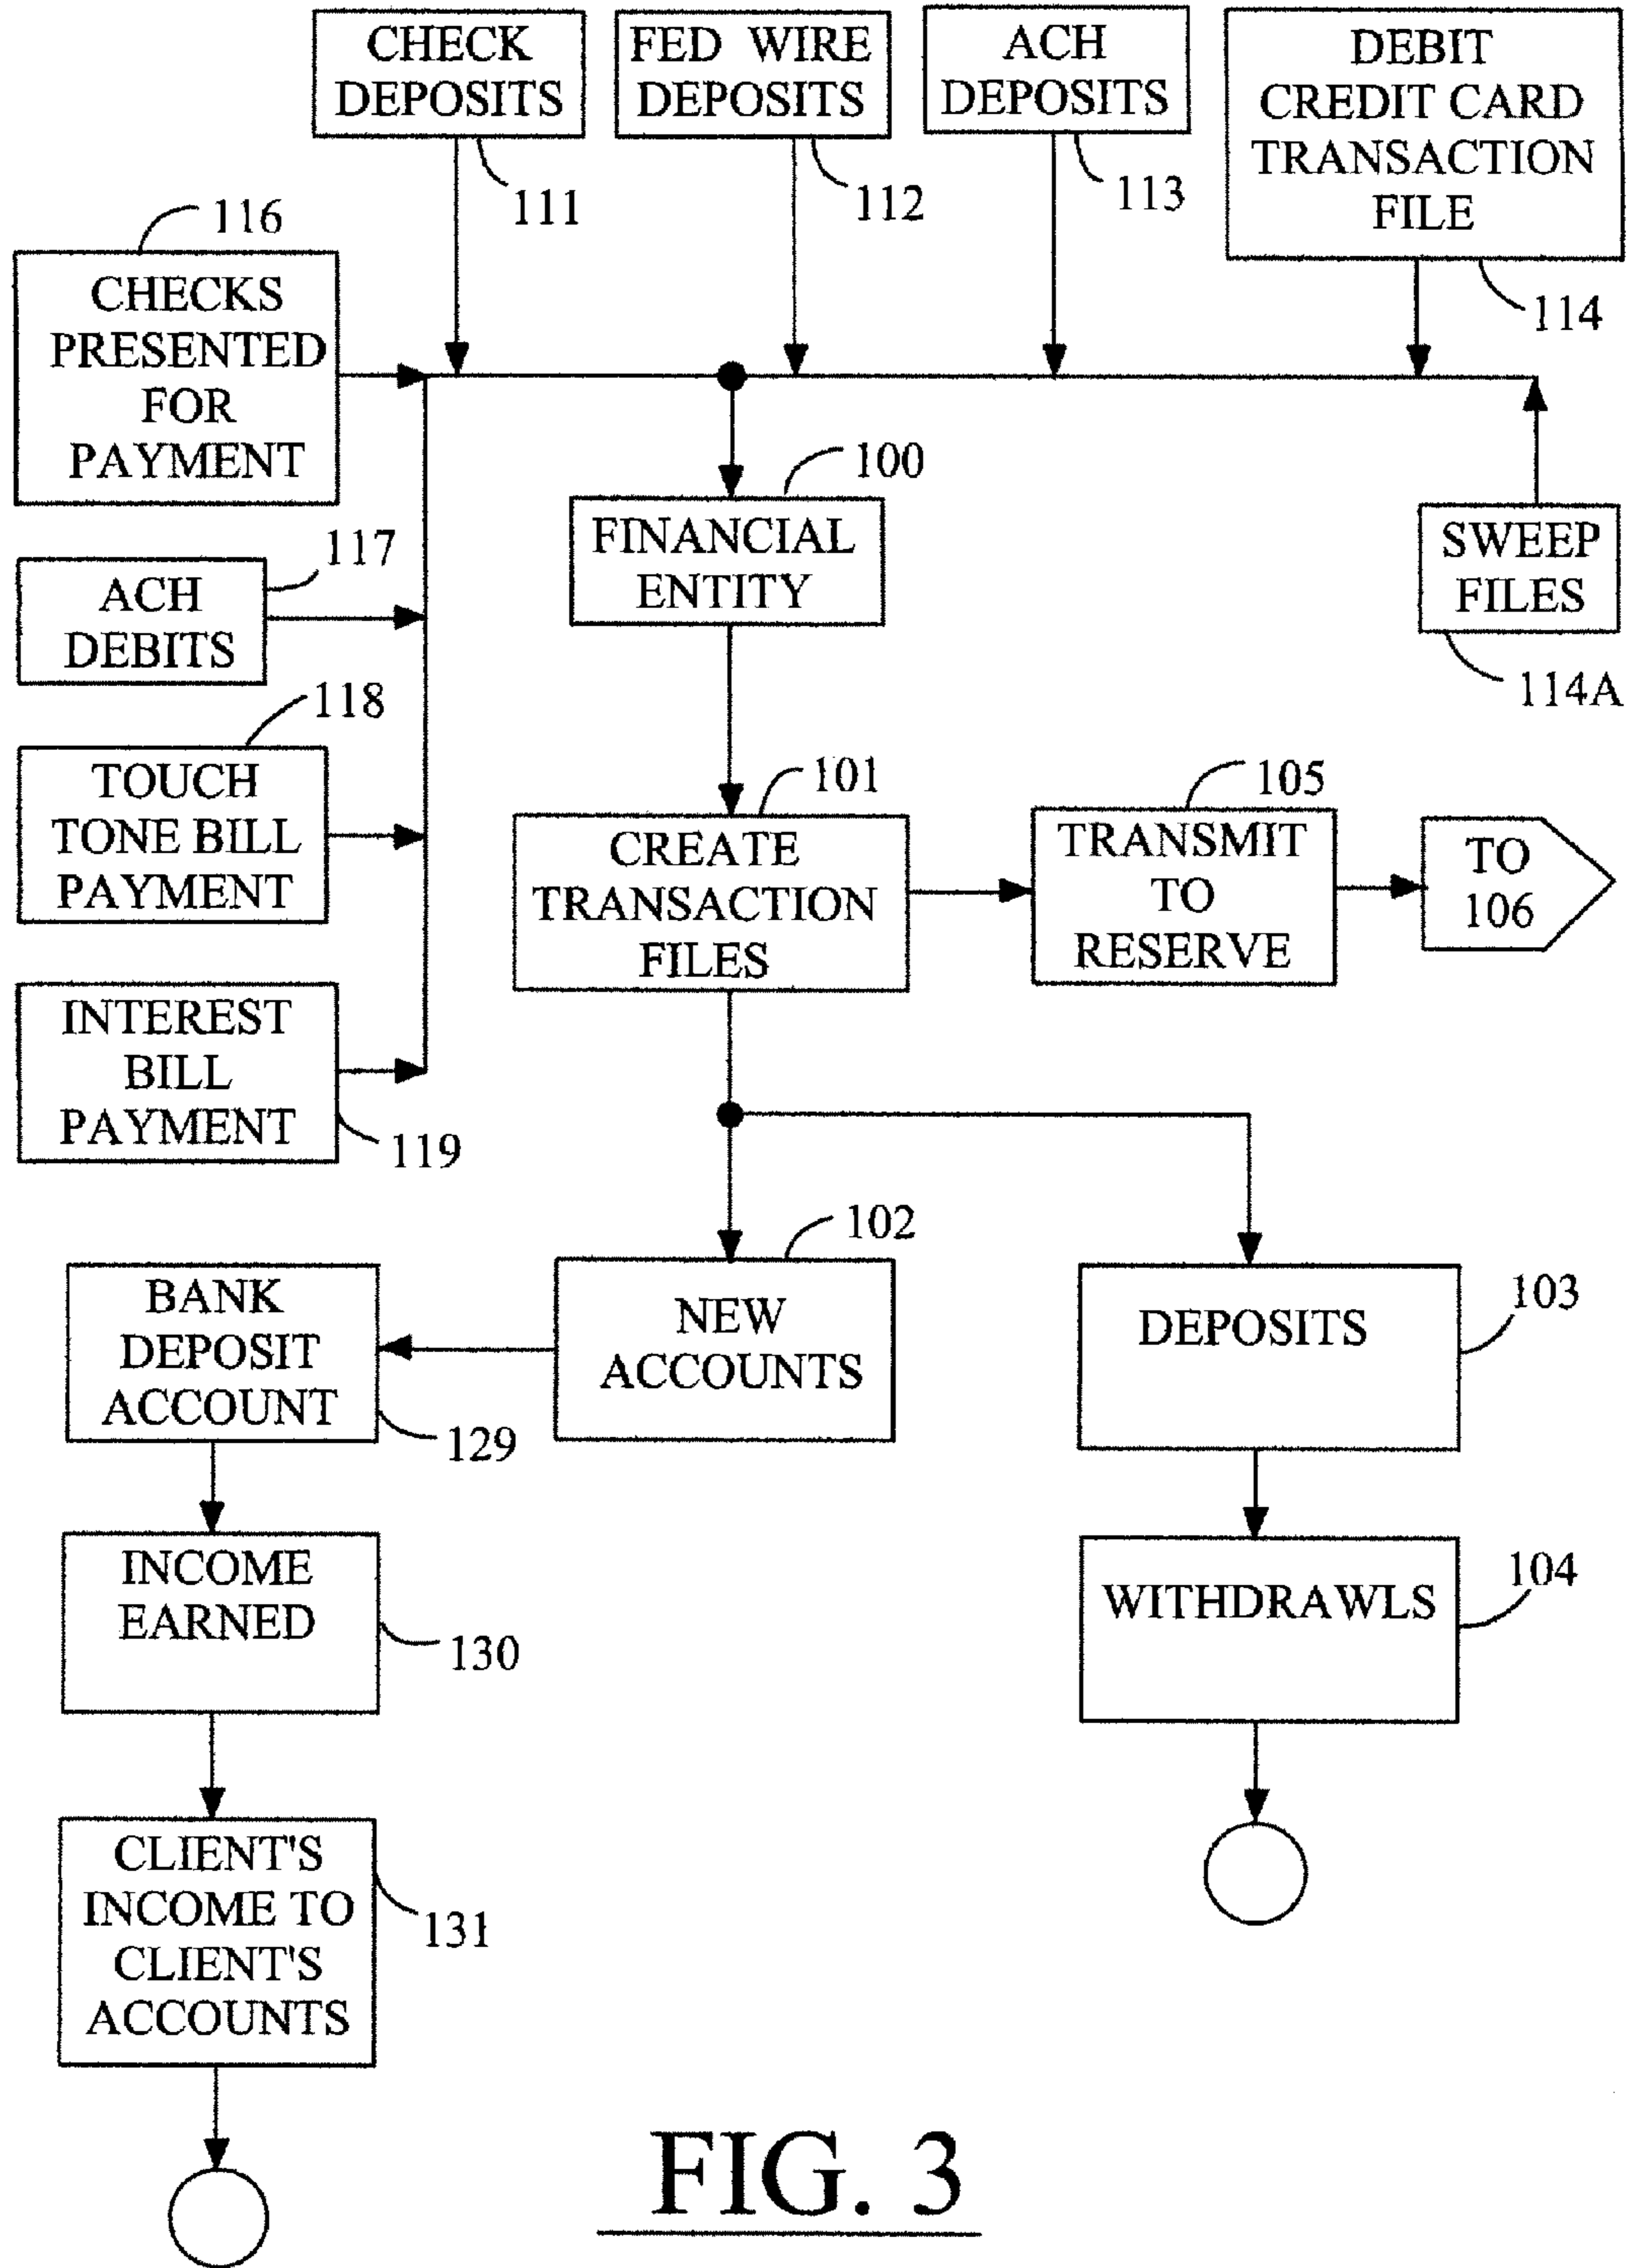 CHECK
DEPOSITS
111
FED WIRE
DEPOSITS
112
ACH
DEPOSITS
113
DEBIT
CREDIT CARD
TRANSACTION
FILE
114
116
CHECKS
PRESENTED
FOR
PAYMENT
100
FINANCIAL
ENTITY
SWEEP
FILES
114A
117
ACH
DEBITS
118
TOUCH
TONE BILL
PAYMENT
101
CREATE
TRANSACTION
FILES
105
TRANSMIT
TO
RESERVE
TO
106
INTEREST
BILL
PAYMENT
119
102
NEW
ACCOUNTS
BANK
DEPOSIT
ACCOUNT
129
DEPOSITS
103
INCOME
EARNED
130
WITHDRAWLS
104
CLIENT'S
INCOME TO
CLIENT'S
ACCOUNTS
131
FIG. 3